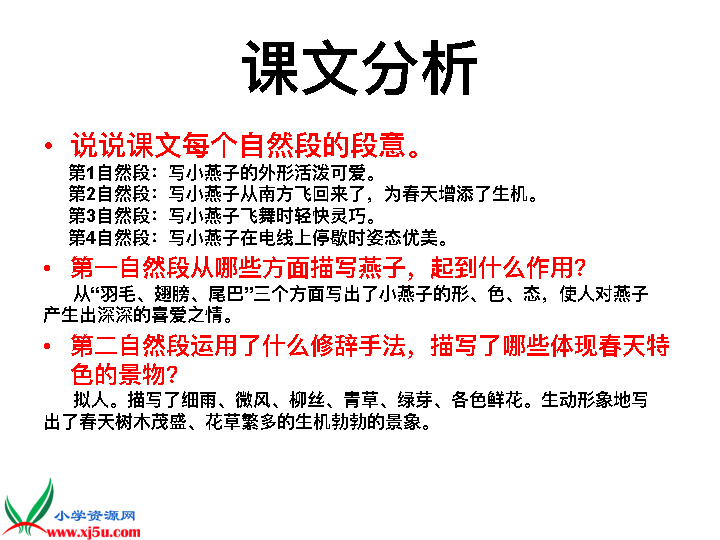 课文分析
• 说说课文每个自然段的段意。
第1自然段：写小燕子的外形活泼可爱。
第2自然段：写小燕子从南方飞回来了，为春天增添了生机。
第3自然段：写小燕子飞舞时轻快灵巧。
第4自然段：写小燕子在电线上停歇时姿态优美。
• 第一自然段从哪些方面描写燕子，起到什么作用？
从“羽毛、翅膀、尾巴”三个方面写出了小燕子的形、色、态，使人对燕子
产生出深深的喜爱之情。
• 第二自然段运用了什么修辞手法，描写了哪些体现春天特
色的景物？
拟人。描写了细雨、微风、柳丝、青草、绿芽、各色鲜花。生动形象地写
出了春天树木茂盛、花草繁多的生机勃勃的景象。
小学资源网
www.xj5u.com